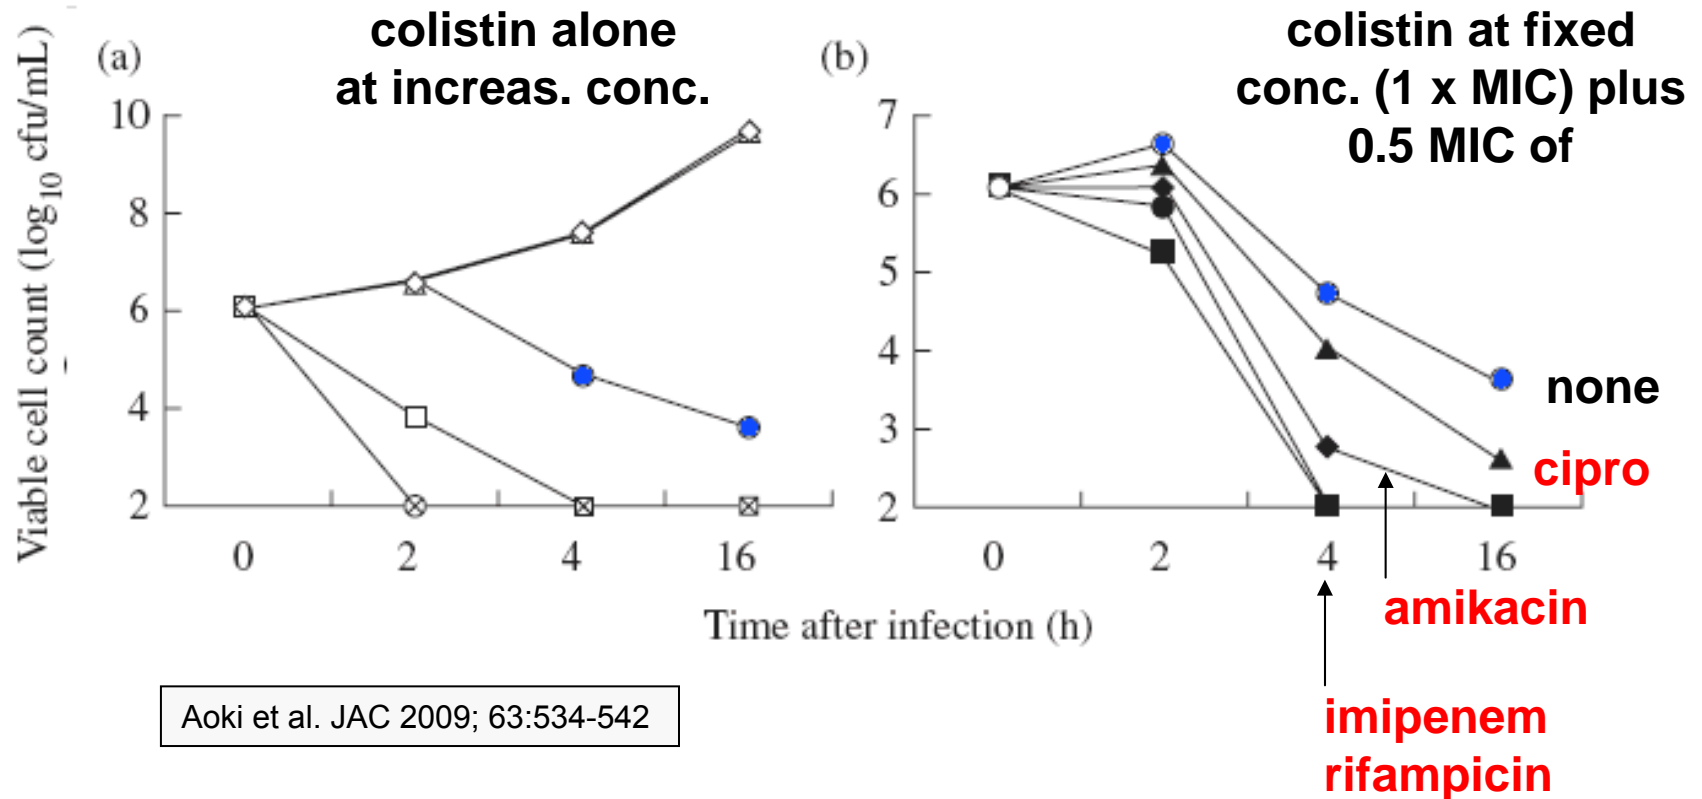 colistin alone
at increas. conc.
colistin at fixed
conc. (1 x MIC) plus
0.5 MIC of
(a)
(b)
Viable cell count (log10 cfu/mL)
10
8
6
4
2
0
2
4
16
7
6
5
4
3
2
0
2
4
16
none
cipro
amikacin
imipenem
rifampicin
Time after infection (h)
Aoki et al. JAC 2009; 63:534-542